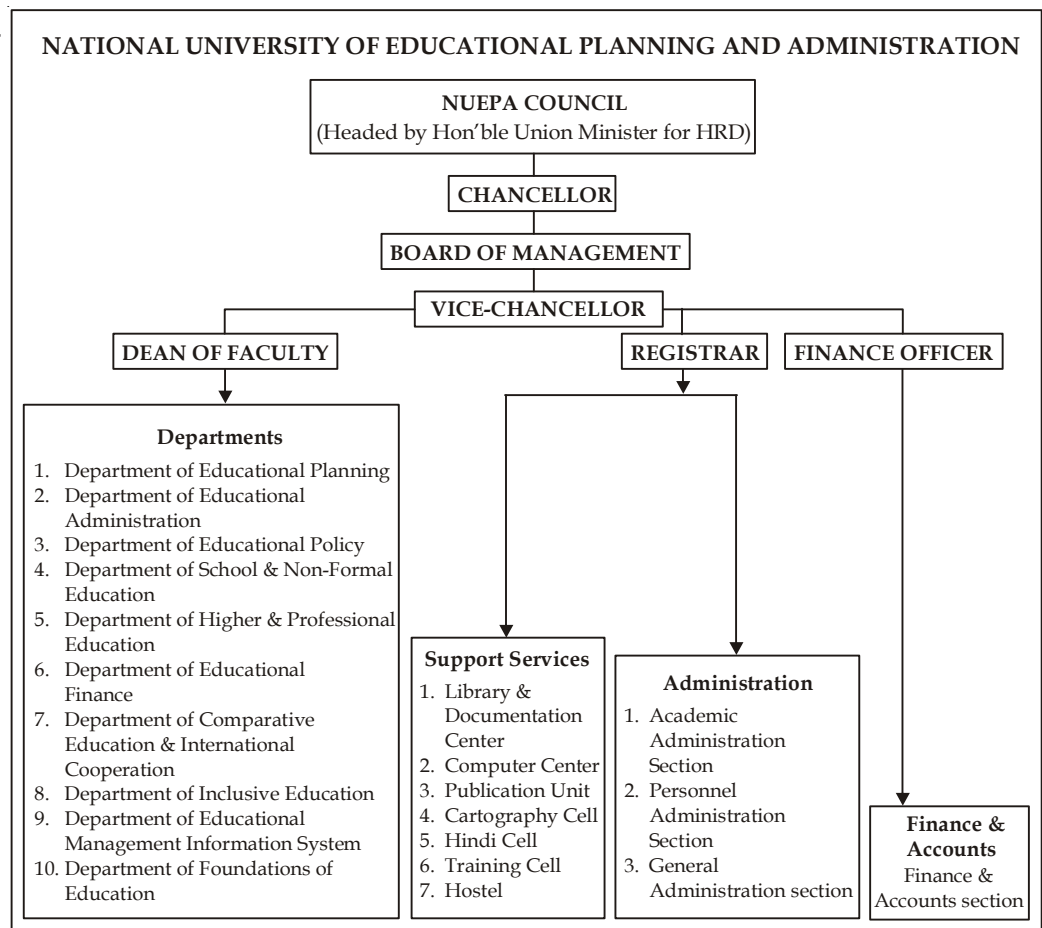 NATIONAL UNIVERSITY OF EDUCATIONAL PLANNING AND ADMINISTRATION
NUEPA COUNCIL
(Headed by Hon'ble Union Minister for HRD)
CHANCELLOR
BOARD OF MANAGEMENT
VICE-CHANCELLOR
DEAN OF FACULTY
REGISTRAR
FINANCE OFFICER
Departments
1. Department of Educational Planning
2. Department of Educational
Administration
3. Department of Educational Policy
4. Department of School & Non-Formal
Education
5. Department of Higher & Professional
Education
6. Department of Educational
Finance
7. Department of Comparative
Education & International
Cooperation
8. Department of Inclusive Education
9. Department of Educational
Management Information System
10. Department of Foundations of
Education
Support Services
1. Library &
Documentation
Center
2. Computer Center
3. Publication Unit
4. Cartography Cell
5. Hindi Cell
6. Training Cell
7. Hostel
Administration
1. Academic
Administration
Section
2. Personnel
Administration
Section
3. General
Administration section
Finance &
Accounts
Finance &
Accounts section